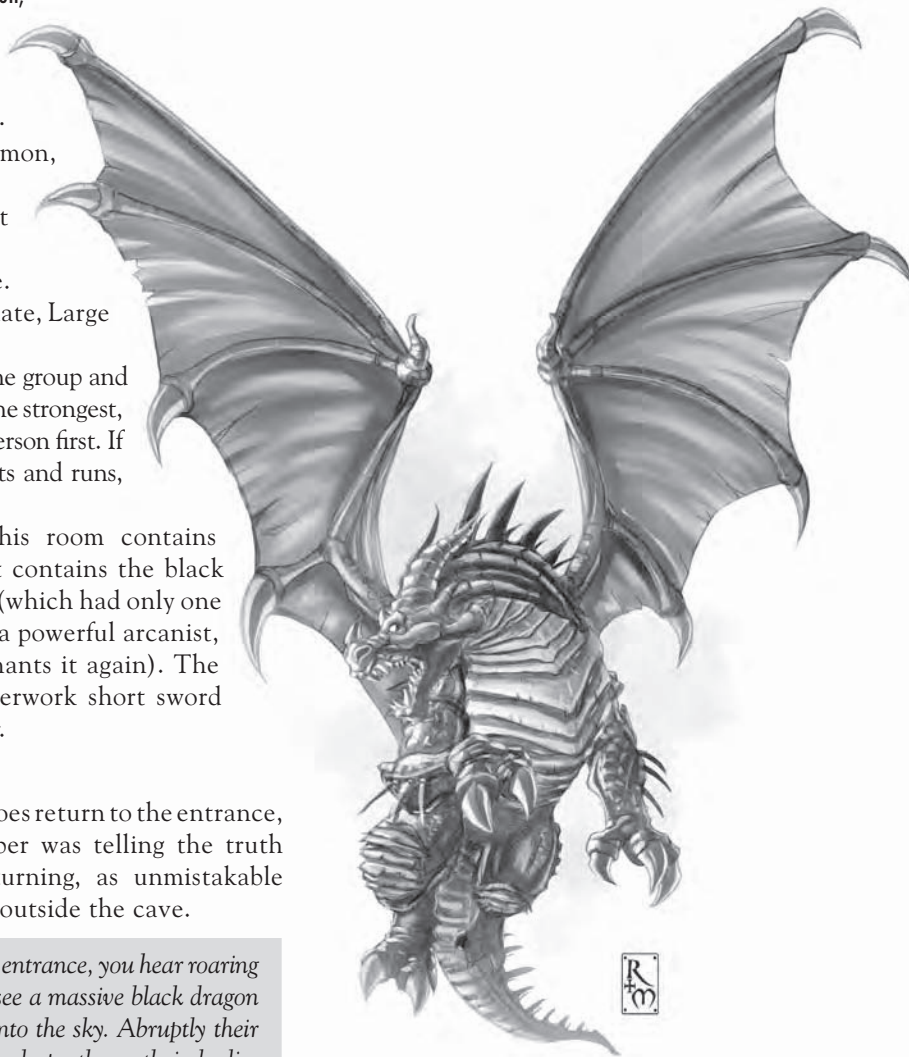 mon,
t
e.
ate, Large
ne group and
he strongest,
erson first. If
ts and runs,
his room contains
t contains the black
(which had only one
a powerful arcanist,
nants it again). The
erwork short sword
oes return to the entrance,
ber was telling the truth
urning, as unmistakable
outside the cave.
entrance, you hear roaring
see a massive black dragon
nto the sky. Abruptly their
R
M